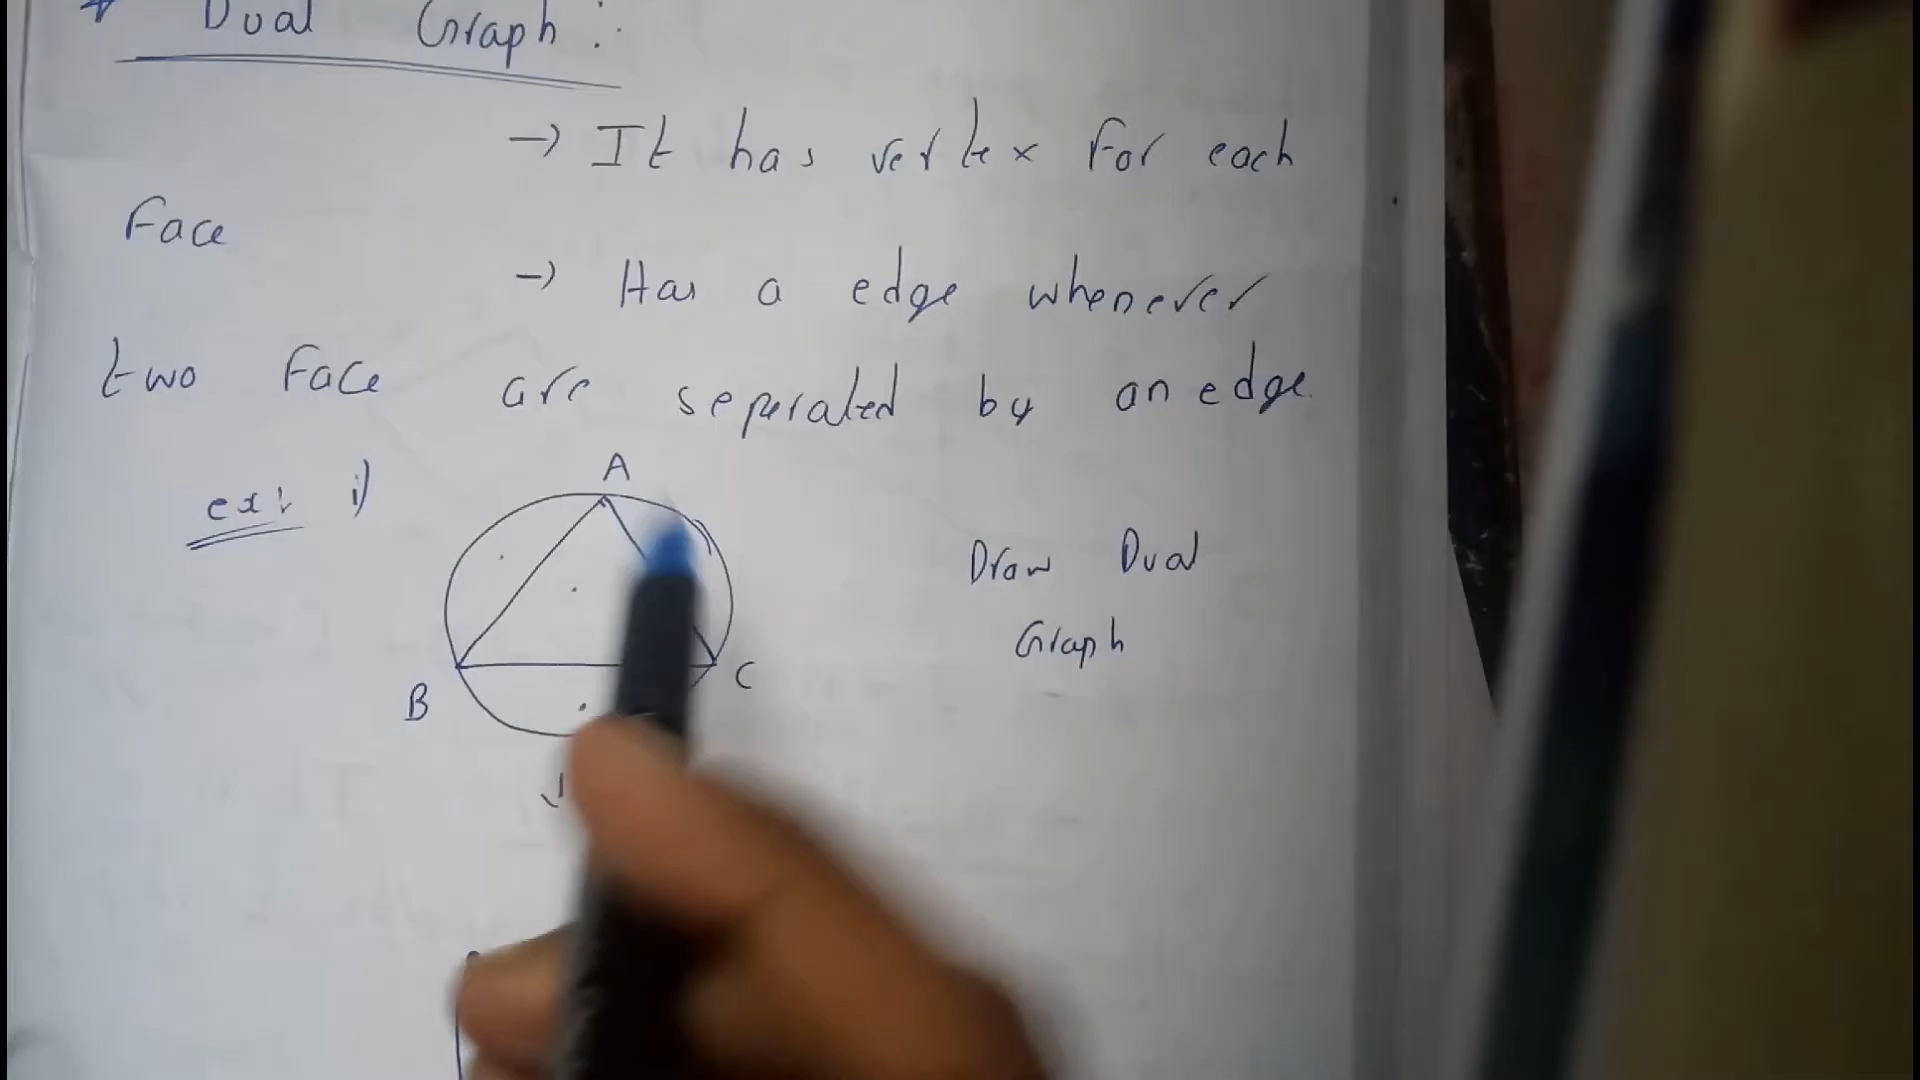 Dual Graph :
→ It has vertex for each
Face
→ Has a edge whenever
two Face are seperated by an edge.
ex: i)
A
Draw Dual
Graph
B
C